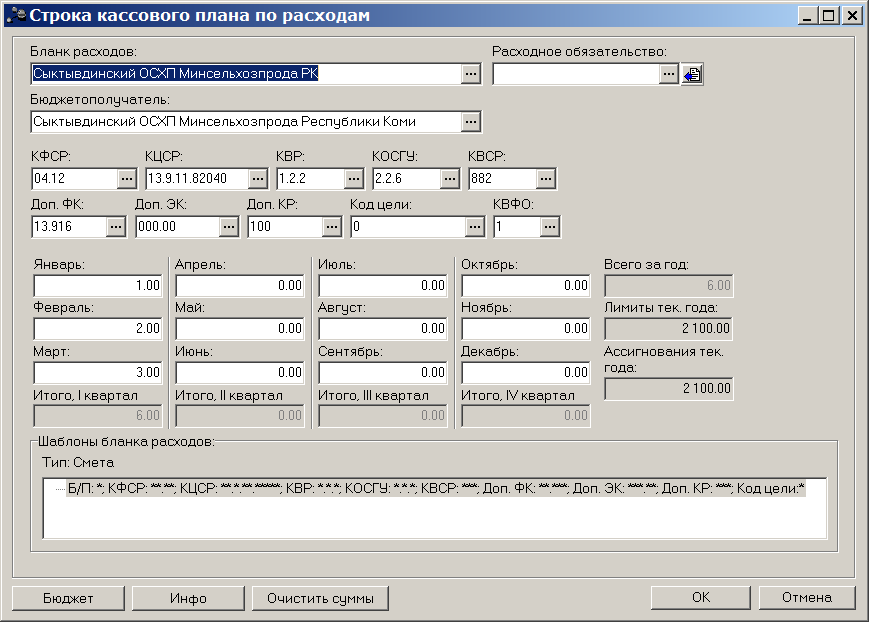 Строка кассового плана по расходам
Бланк расходов: Расходное обязательство:
Сыктывдинский ОСХП Минсельхозпрода РК
Бюджетополучатель:
Сыктывдинский ОСХП Минсельхозпрода Республики Коми
КФСР: КЦСР: КВР: КОСГУ: КВСР:
04.12 13.9.11.82040 1.2.2 2.2.6 882
Доп. ФК: Доп. ЭК: Доп. КР: Код цели: КВФО:
13.916 000.00 100 0 1
Январь: Апрель: Июль: Октябрь: Всего за год:
1.00 0.00 0.00 0.00 6.00
Февраль: Май: Август: Ноябрь: Лимиты тек. года:
2.00 0.00 0.00 0.00 2 100.00
Март: Июнь: Сентябрь: Декабрь: Ассигнования тек.
года:
3.00 0.00 0.00 0.00 2 100.00
Итого, I квартал Итого, II квартал Итого, III квартал Итого, IV квартал
6.00 0.00 0.00 0.00
Шаблоны бланка расходов:
Тип: Смета
Б/П: *; КФСР: **.**; КЦСР: **.*.**.*****; КВР: *.*.*; КОСГУ: *.*.*; КВСР: ***; Доп. ФК: **.***; Доп. ЭК: ***.**; Доп. КР: ***; Код цели:*
Бюджет Инфо Очистить суммы ОК Отмена